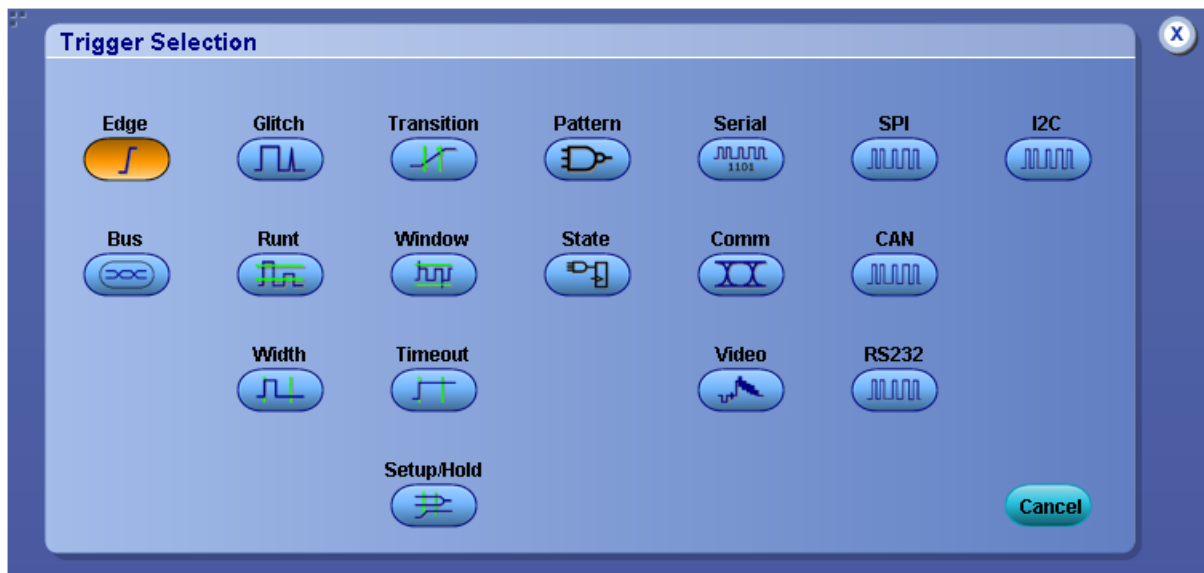 Trigger Selection
X
Edge Glitch Transition Pattern Serial SPI I2C
1101
Bus Runt Window State Comm CAN
Width Timeout Video RS232
Setup/Hold
Cancel